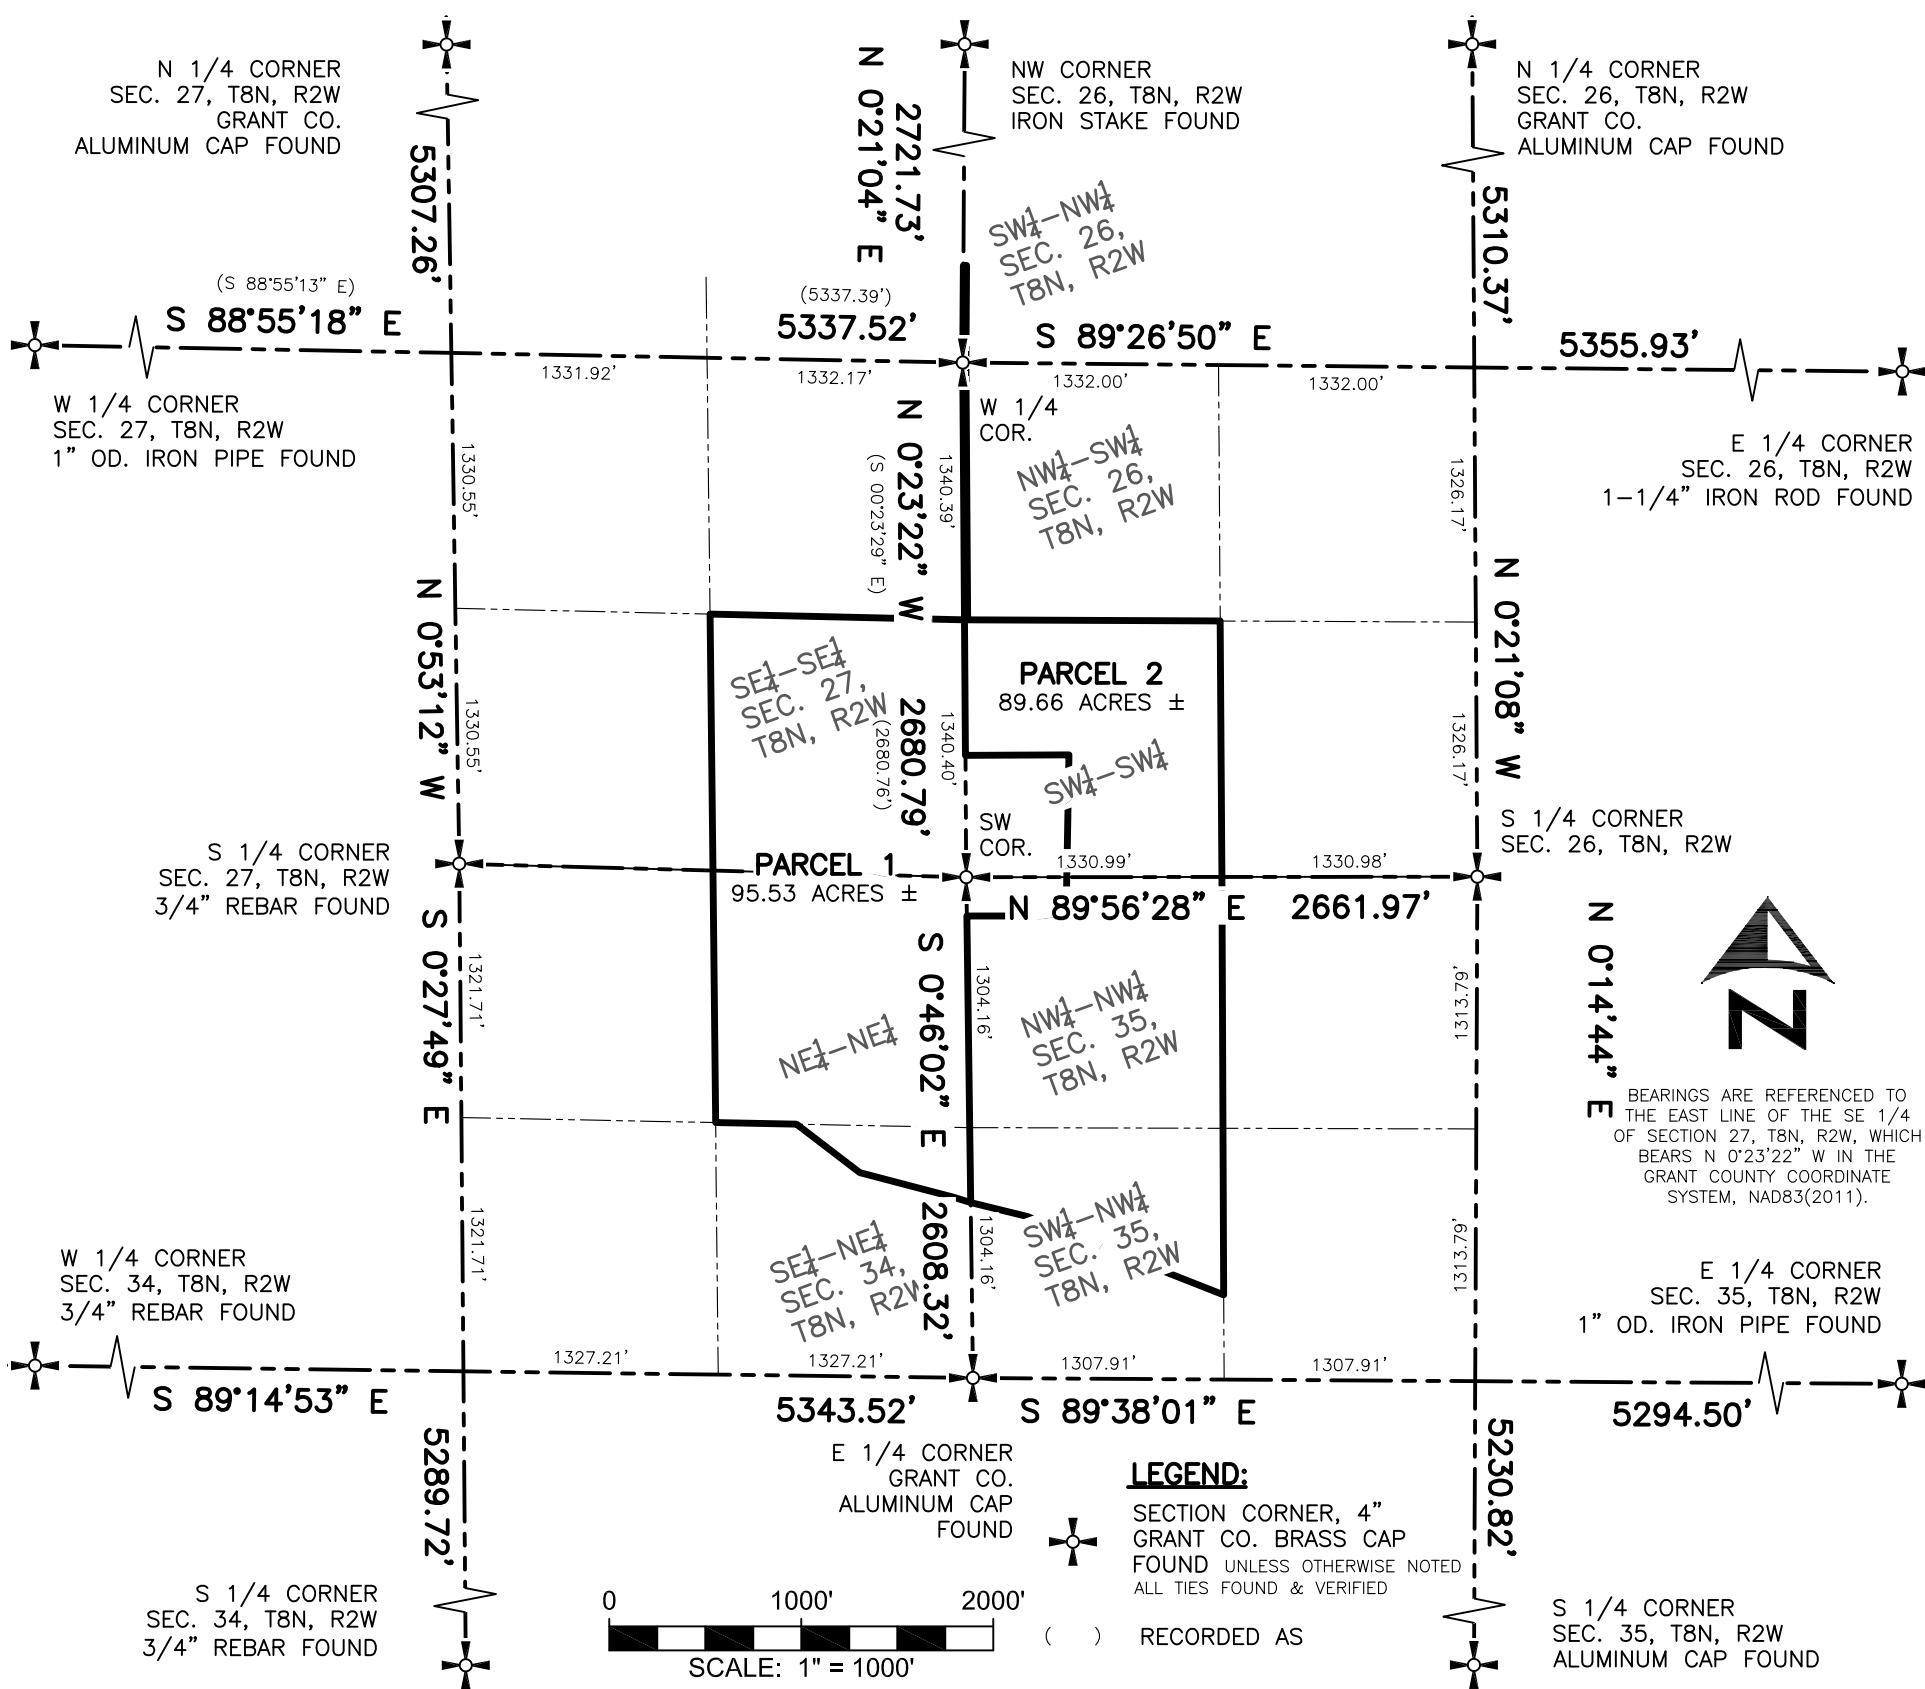 N 1/4 CORNER
SEC. 27, T8N, R2W
GRANT CO.
ALUMINUM CAP FOUND
5307.26'
N 0°21'04" E
2721.73'
NW CORNER
SEC. 26, T8N, R2W
IRON STAKE FOUND
N 1/4 CORNER
SEC. 26, T8N, R2W
GRANT CO.
ALUMINUM CAP FOUND
5310.37'
SW¼-NW¼
SEC. 26,
T8N, R2W
(S 88°55'13" E)
S 88°55'18" E
(5337.39')
5337.52'
S 89°26'50" E
5355.93'
1331.92'
1332.17'
1332.00'
1332.00'
W 1/4 CORNER
SEC. 27, T8N, R2W
1" OD. IRON PIPE FOUND
W 1/4
COR.
E 1/4 CORNER
SEC. 26, T8N, R2W
1-1/4" IRON ROD FOUND
1330.55'
N 0°23'22" W
(S 00°23'29" E)
1340.39'
NW¼-SW¼
SEC. 26,
T8N, R2W
1326.17'
N 0°53'12" W
1330.55'
SE¼-SE¼
SEC. 27,
T8N, R2W
2680.79'
(2680.76')
1340.40'
PARCEL 2
89.66 ACRES ±
SW¼-SW¼
1326.17'
N 0°21'08" W
S 1/4 CORNER
SEC. 27, T8N, R2W
3/4" REBAR FOUND
PARCEL 1
95.53 ACRES ±
SW
COR.
1330.99'
1330.98'
N 89°56'28" E
2661.97'
S 1/4 CORNER
SEC. 26, T8N, R2W
S 0°27'49" E
1321.71'
NE¼-NE¼
S 0°46'02" E
1304.16'
NW¼-NW¼
SEC. 35,
T8N, R2W
1313.79'
N 0°14'44" E
N
BEARINGS ARE REFERENCED TO
THE EAST LINE OF THE SE 1/4
OF SECTION 27, T8N, R2W, WHICH
BEARS N 0°23'22" W IN THE
GRANT COUNTY COORDINATE
SYSTEM, NAD83(2011).
1321.71'
SE¼-NE¼
SEC. 34,
T8N, R2W
2608.32'
1304.16'
SW¼-NW¼
SEC. 35,
T8N, R2W
1313.79'
W 1/4 CORNER
SEC. 34, T8N, R2W
3/4" REBAR FOUND
E 1/4 CORNER
SEC. 35, T8N, R2W
1" OD. IRON PIPE FOUND
1327.21'
1327.21'
1307.91'
1307.91'
S 89°14'53" E
5343.52'
S 89°38'01" E
5294.50'
5289.72'
E 1/4 CORNER
GRANT CO.
ALUMINUM CAP
FOUND
LEGEND:
SECTION CORNER, 4"
GRANT CO. BRASS CAP
FOUND UNLESS OTHERWISE NOTED
ALL TIES FOUND & VERIFIED
( ) RECORDED AS
5230.82'
S 1/4 CORNER
SEC. 34, T8N, R2W
3/4" REBAR FOUND
0 1000' 2000'
SCALE: 1" = 1000'
S 1/4 CORNER
SEC. 35, T8N, R2W
ALUMINUM CAP FOUND